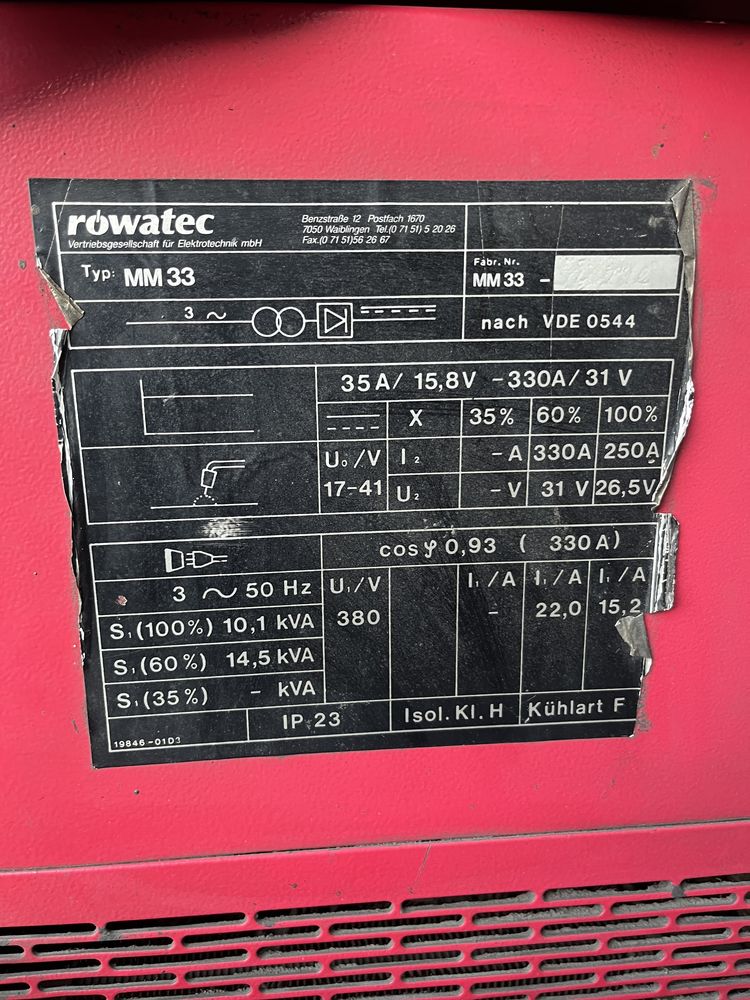 rowatec
Vertriebsgesellschaft für Elektrotechnik mbH
Benzstraße 12 Postfach 1670
7050 Waiblingen Tel.(0 71 51) 5 20 26
Fax.(0 71 51) 56 26 67
Typ: MM 33
Fabr. Nr.
MM 33 -
3 ~
nach VDE 0544
35A/ 15,8V - 330A/ 31 V
X 35% 60% 100%
U₀/V I₂ - A 330A 250A
17-41 U₂ - V 31 V 26,5V
cosφ 0,93 ( 330A)
3 ~ 50 Hz U₁/V I₁/A I₁/A I₁/A
380 - 22,0 15,2
S₁(100%) 10,1 kVA
S₁(60%) 14,5 kVA
S₁(35%) - kVA
IP 23 Isol. Kl. H Kühlart F
19846-01D3